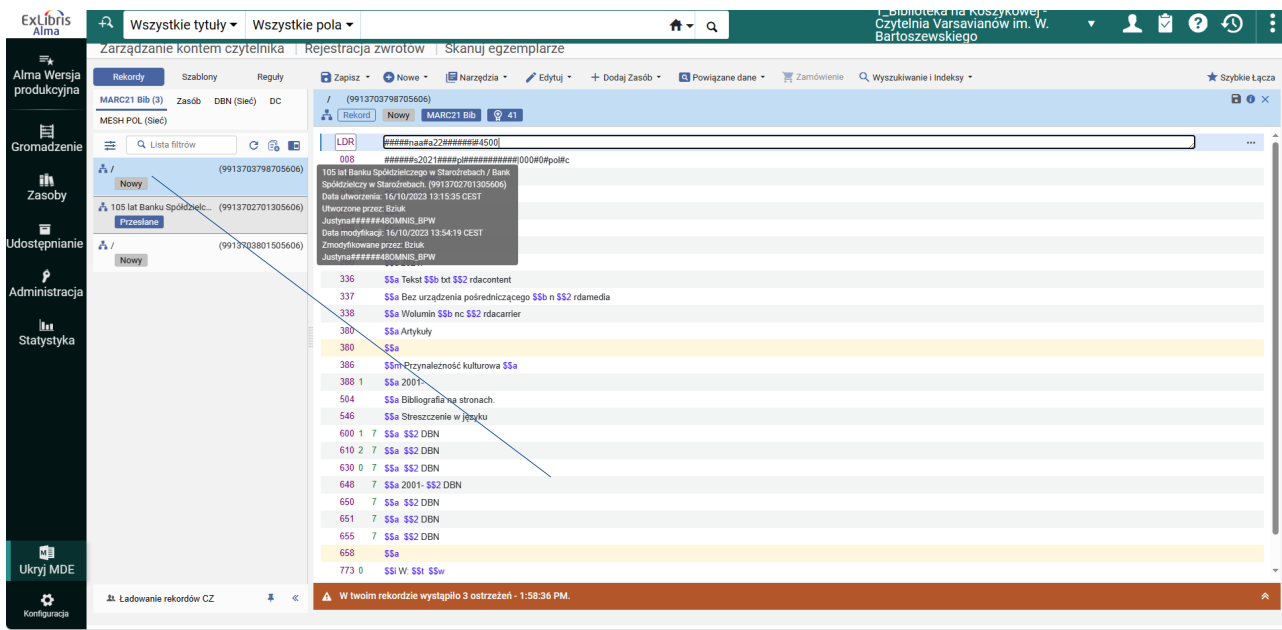 ExLibris
Alma
Wszystkie tytuły
Wszystkie pola
1_Biblioteka na Koszykowej -
Czytelnia Varsavianów im. W.
Bartoszewskiego
Zarządzanie kontem czytelnika | Rejestracja zwrotów | Skanuj egzemplarze
Alma Wersja
produkcyjna
Gromadzenie
Zasoby
Udostępnianie
Administracja
Statystyka
Ukryj MDE
Konfiguracja
Rekordy Szablony Reguły
Zapisz Nowe Narzędzia Edytuj Dodaj Zasób Powiązane dane Zamówienie Wyszukiwanie i Indeksy Szybkie Łącza
MARC21 Bib (3) Zasób DBN (Sieć) DC
MESH POL (Sieć)
Lista filtrów
/ (9913703798705606)
Nowy
105 lat Banku Spółdzielc... (9913702701305606)
Przesłane
/ (9913703801505606)
Nowy
Ładowanie rekordów CZ
/ (9913703798705606)
Rekord Nowy MARC21 Bib 41
LDR #####naa#a22######i#4500
008 ######s2021####pl###########|000#0#pol#c
105 lat Banku Spółdzielczego w Staroźrebach / Bank
Spółdzielczy w Staroźrebach. (9913702701305606)
Data utworzenia: 16/10/2023 13:15:35 CEST
Utworzone przez: Bziuk
Justyna######48OMNIS_BPW
Data modyfikacji: 16/10/2023 13:54:19 CEST
Zmodyfikowane przez: Bziuk
Justyna######48OMNIS_BPW
336 $$a Tekst $$b txt $$2 rdacontent
337 $$a Bez urządzenia pośredniczącego $$b n $$2 rdamedia
338 $$a Wolumin $$b nc $$2 rdacarrier
380 $$a Artykuły
380 $$a
386 $$m Przynależność kulturowa $$a
388 1 $$a 2001-
504 $$a Bibliografia na stronach.
546 $$a Streszczenie w języku
600 1 7 $$a $$2 DBN
610 2 7 $$a $$2 DBN
630 0 7 $$a $$2 DBN
648 7 $$a 2001- $$2 DBN
650 7 $$a $$2 DBN
651 7 $$a $$2 DBN
655 7 $$a $$2 DBN
658 $$a
773 0 $$i W: $$t $$w
W twoim rekordzie wystąpiło 3 ostrzeżeń - 1:58:36 PM.